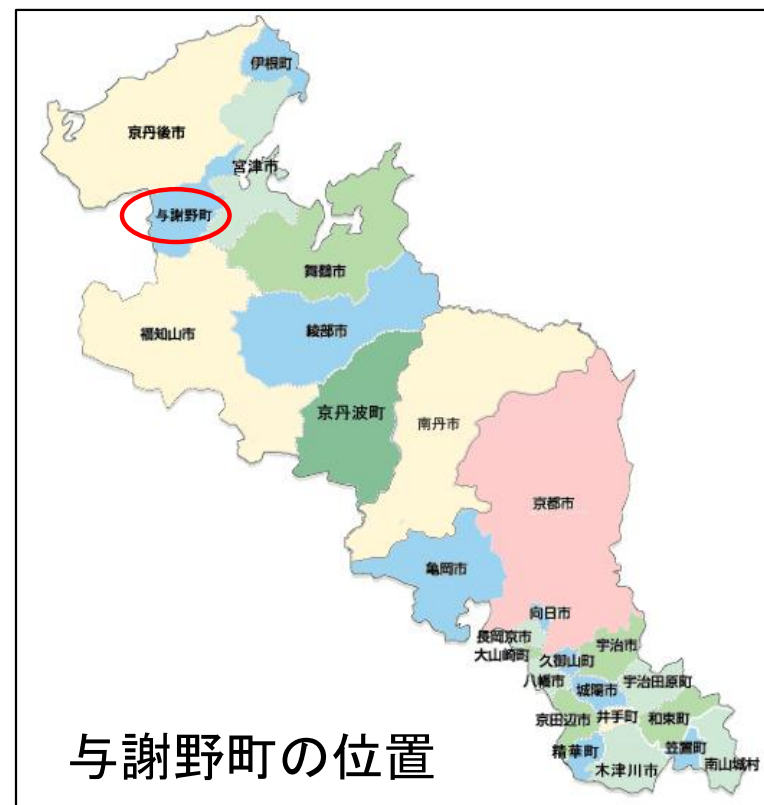 伊根町
京丹後市
宮津市
与謝野町
舞鶴市
福知山市
綾部市
京丹波町
南丹市
京都市
亀岡市
向日市
長岡京市
大山崎町
宇治市
久御山町
八幡市
城陽市
宇治田原町
京田辺市
井手町
和束町
精華町
笠置町
木津川市
南山城村
与謝野町の位置